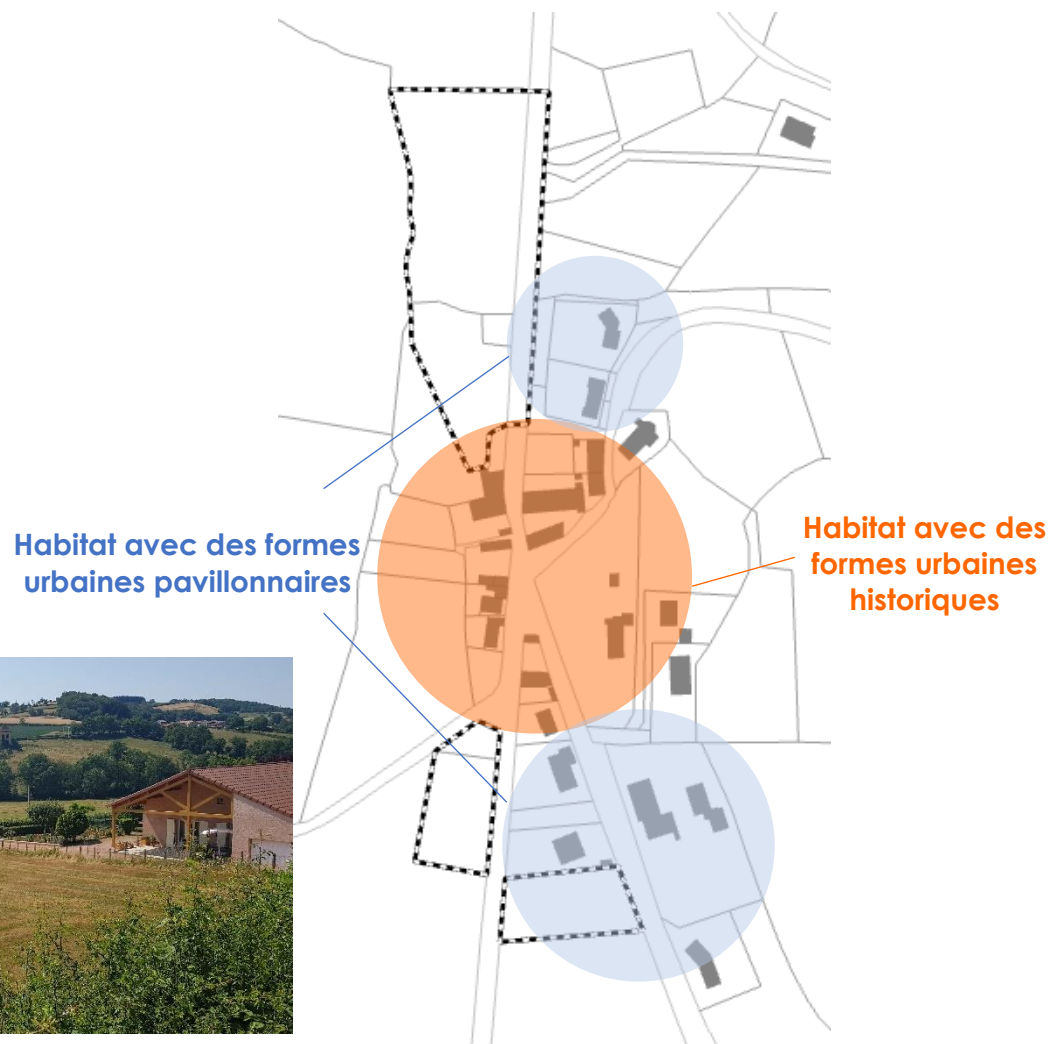 Habitat avec des formes
urbaines pavillonnaires
Habitat avec des
formes urbaines
historiques